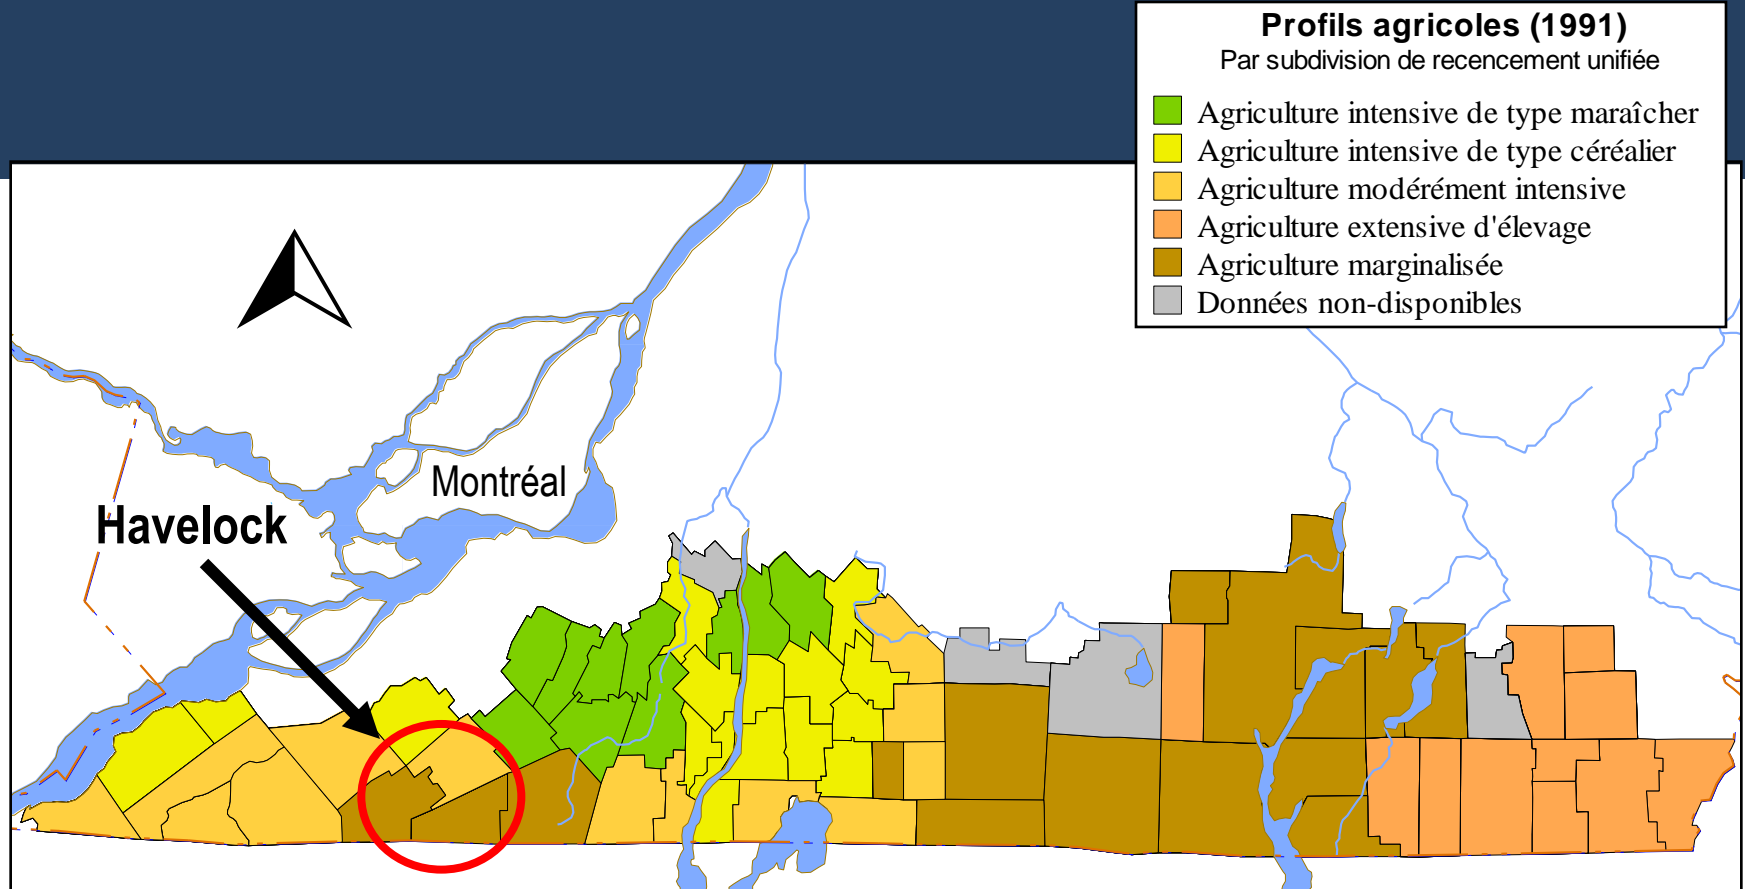 Profils agricoles (1991)
Par subdivision de recencement unifiée
Agriculture intensive de type maraîcher
Agriculture intensive de type céréalier
Agriculture modérément intensive
Agriculture extensive d'élevage
Agriculture marginalisée
Données non-disponibles
Montréal
Havelock